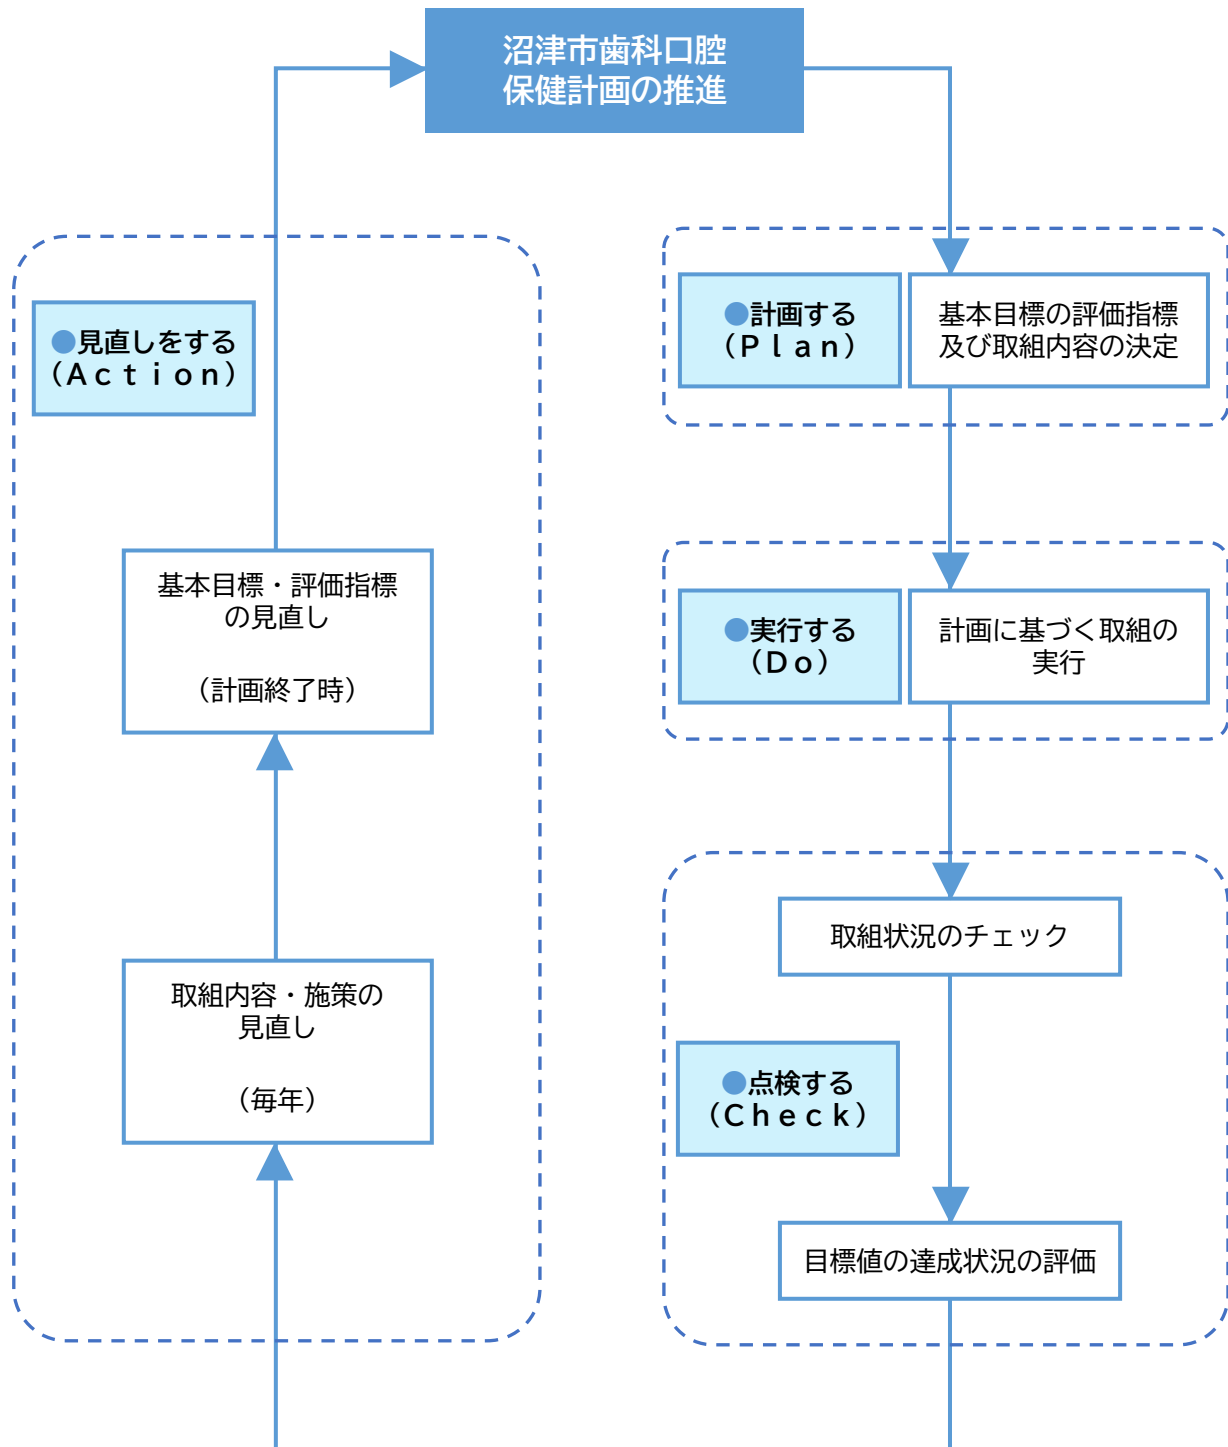 沼津市歯科口腔
保健計画の推進
●計画する
（Ｐｌａｎ）
基本目標の評価指標
及び取組内容の決定
●実行する
（Ｄｏ）
計画に基づく取組の
実行
取組状況のチェック
●点検する
（Ｃｈｅｃｋ）
目標値の達成状況の評価
●見直しをする
（Ａｃｔｉｏｎ）
基本目標・評価指標
の見直し
（計画終了時）
取組内容・施策の
見直し
（毎年）